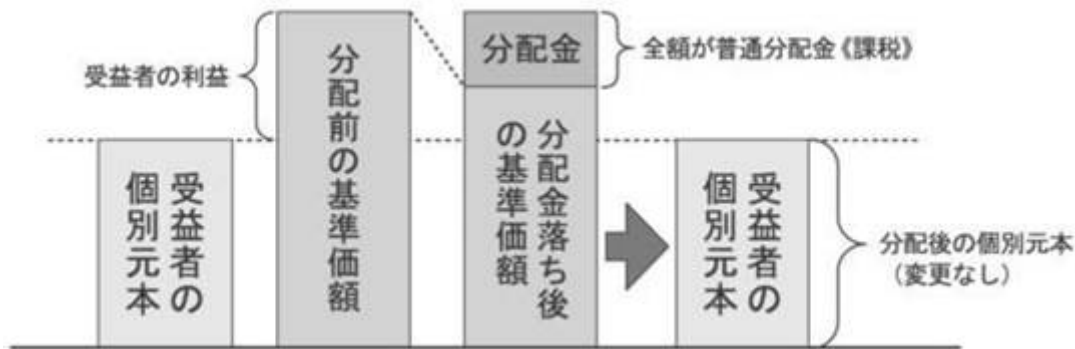 受益者の利益
受益者の
個別元本
分配前の基準価額
分配金
全額が普通分配金《課税》
分配金落ち後
の基準価額
受益者の
個別元本
分配後の個別元本
（変更なし）